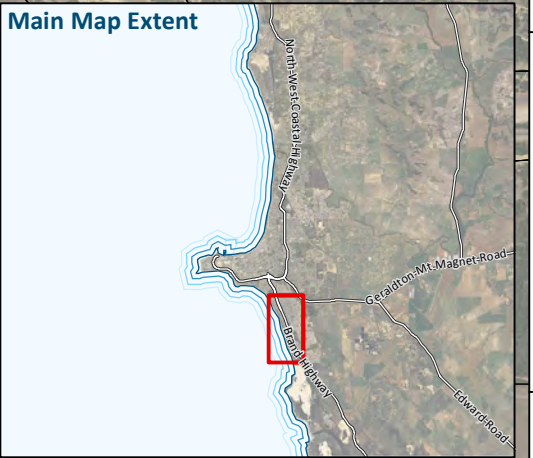 Main Map Extent
North-West-Coastal-Highway
Geraldton-Mt-Magnet-Road
Brand-Highway
Edward-Road